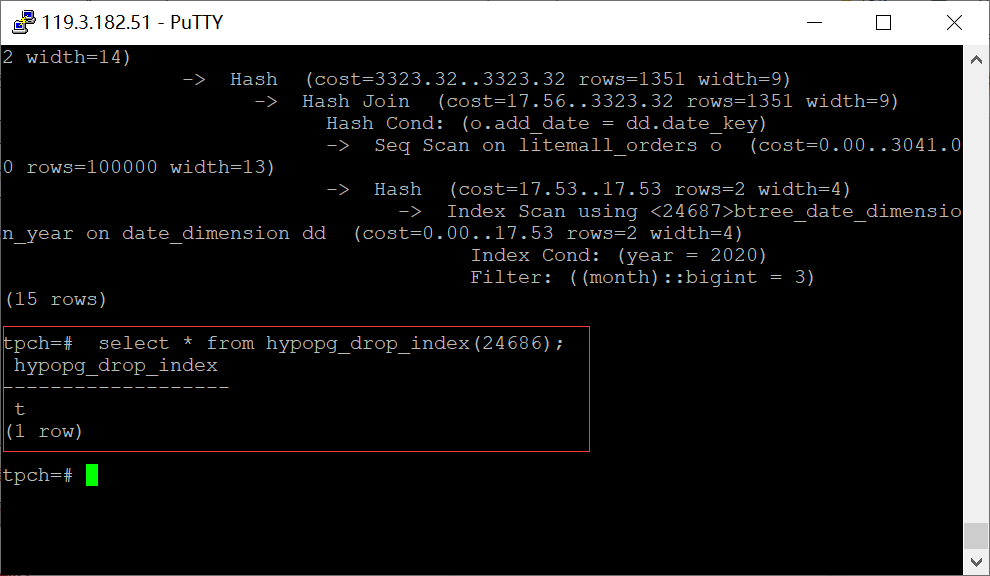 119.3.182.51 - PuTTY
2 width=14)
-> Hash (cost=3323.32..3323.32 rows=1351 width=9)
-> Hash Join (cost=17.56..3323.32 rows=1351 width=9)
Hash Cond: (o.add_date = dd.date_key)
-> Seq Scan on litemall_orders o (cost=0.00..3041.0
0 rows=100000 width=13)
-> Hash (cost=17.53..17.53 rows=2 width=4)
-> Index Scan using <24687>btree_date_dimensio
n_year on date_dimension dd (cost=0.00..17.53 rows=2 width=4)
Index Cond: (year = 2020)
Filter: ((month)::bigint = 3)
(15 rows)
tpch=# select * from hypopg_drop_index(24686);
hypopg_drop_index
-------------------
t
(1 row)
tpch=#